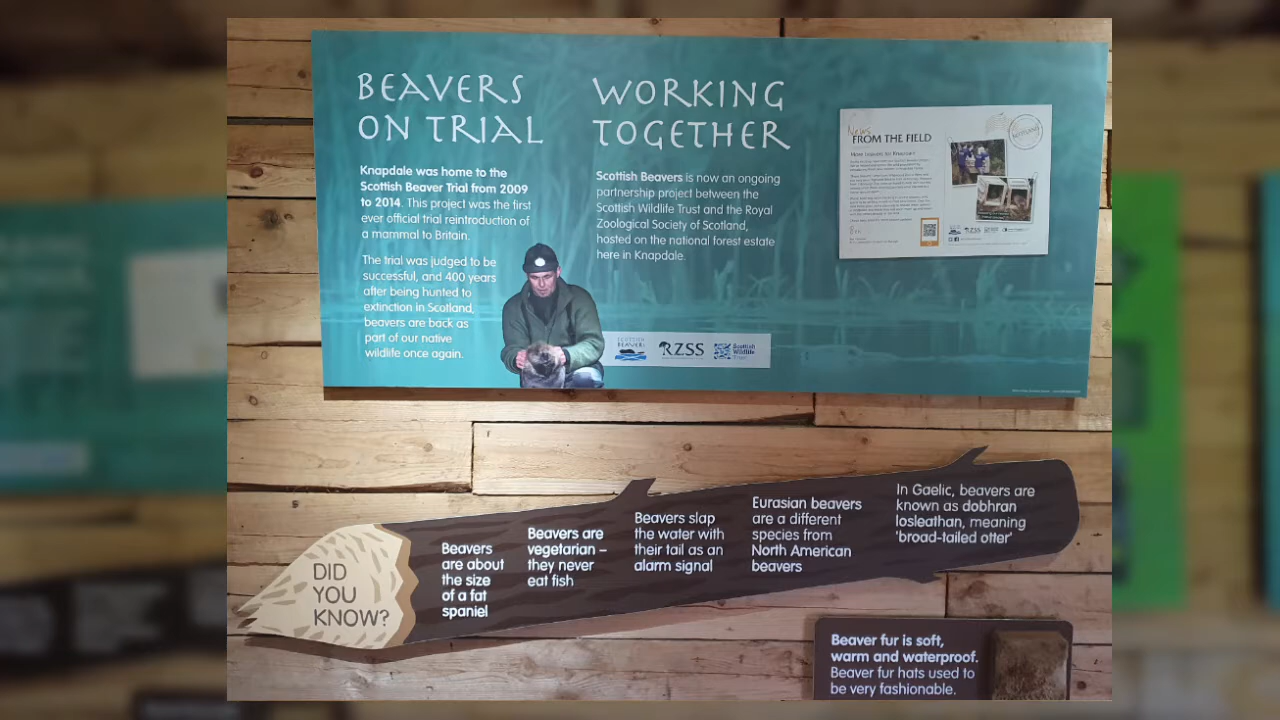 BEAVERS
ON TRIAL
Knapdale was home to the
Scottish Beaver Trial from 2009
to 2014. This project was the first
ever official trial reintroduction of
a mammal to Britain.
The trial was judged to be
successful, and 400 years
after being hunted to
extinction in Scotland,
beavers are back as
part of our native
wildlife once again.
WORKING
TOGETHER
Scottish Beavers is now an ongoing
partnership project between the
Scottish Wildlife Trust and the Royal
Zoological Society of Scotland,
hosted on the national forest estate
here in Knapdale.
SCOTTISH
BEAVERS
RZSS
Scottish
Wildlife
Trust
News
FROM THE FIELD
DID
YOU
KNOW?
Beavers
are about
the size
of a fat
spaniel
Beavers are
vegetarian –
they never
eat fish
Beavers slap
the water with
their tail as an
alarm signal
Eurasian beavers
are a different
species from
North American
beavers
In Gaelic, beavers are
known as dobhran
losleathan, meaning
'broad-tailed otter'
Beaver fur is soft,
warm and waterproof.
Beaver fur hats used to
be very fashionable.